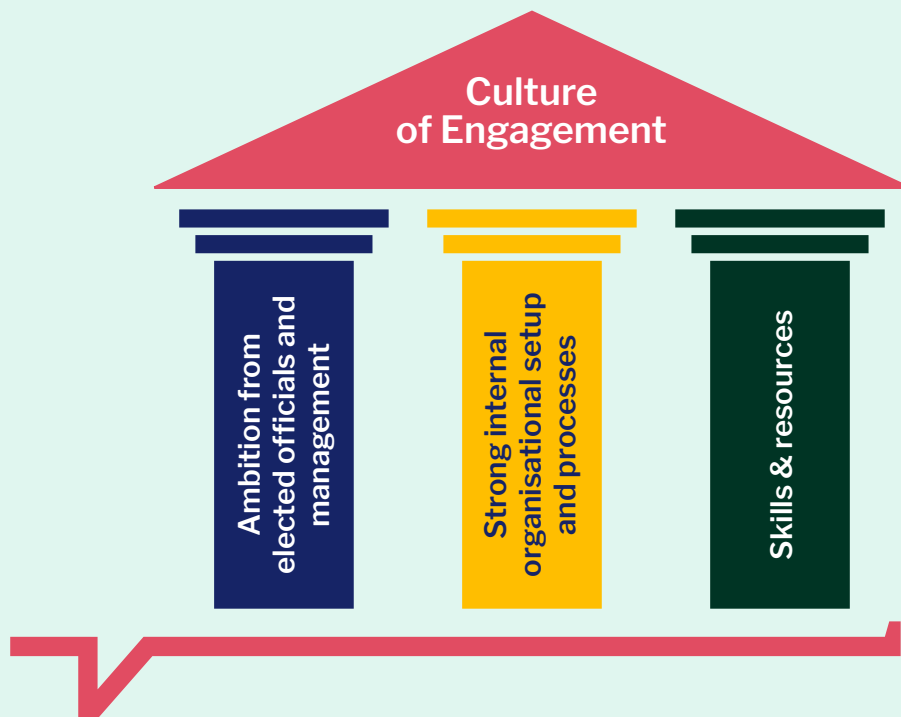 Culture
of Engagement
Ambition from
elected officials and
management
Strong internal
organisational setup
and processes
Skills & resources